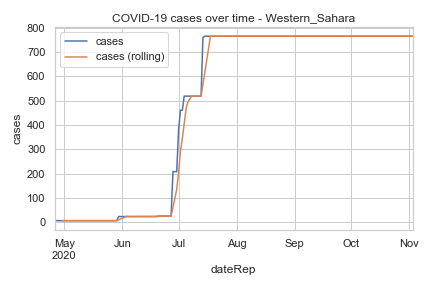 COVID-19 cases over time - Western_Sahara
cases
cases (rolling)
800
700
600
500
400
300
200
100
0
cases
May Jun Jul Aug Sep Oct Nov
2020
dateRep